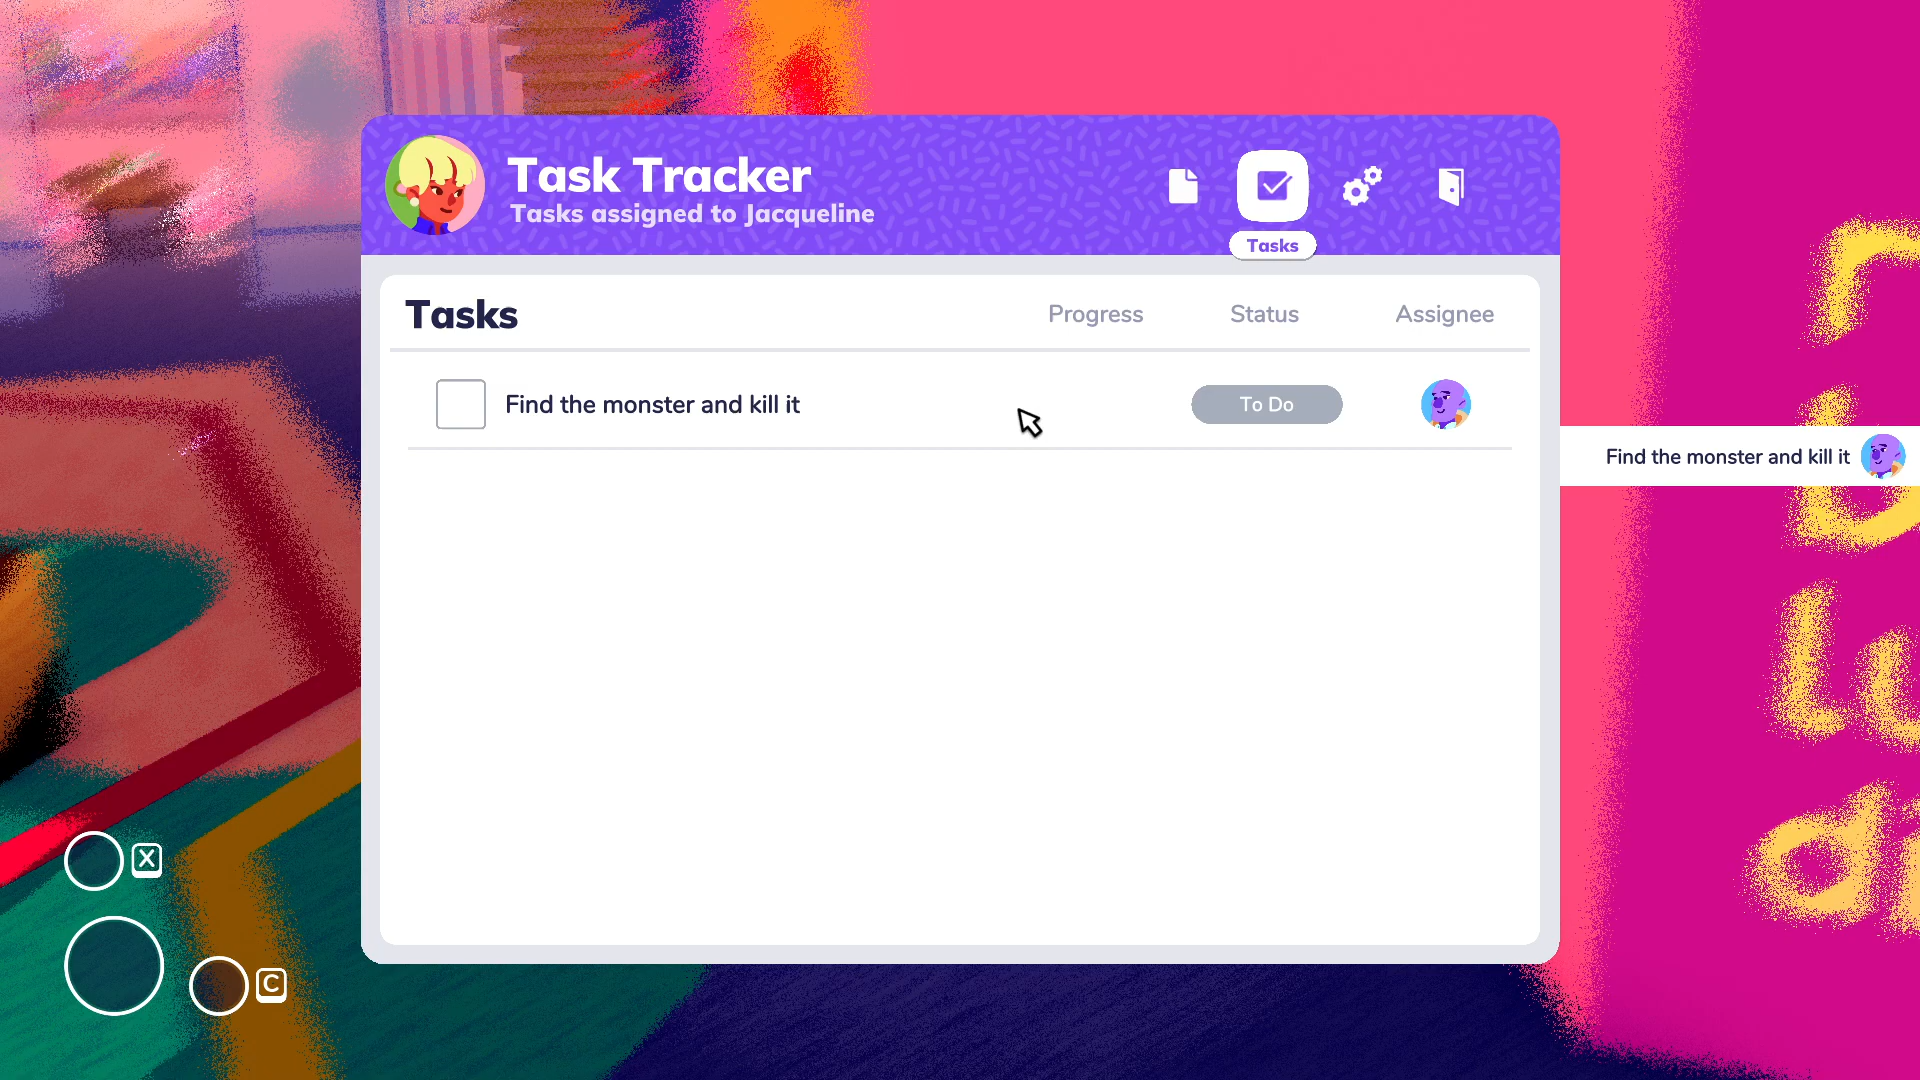 Task Tracker
Tasks assigned to Jacqueline
Tasks
Tasks
Progress
Status
Assignee
Find the monster and kill it
To Do
Find the monster and kill it
X
C